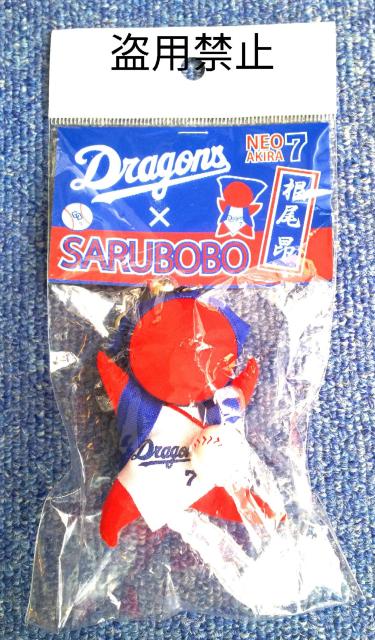 盗用禁止
Dragons
NEO 7
AKIRA
×
根尾昂
SARUBOBO
Dragons
7